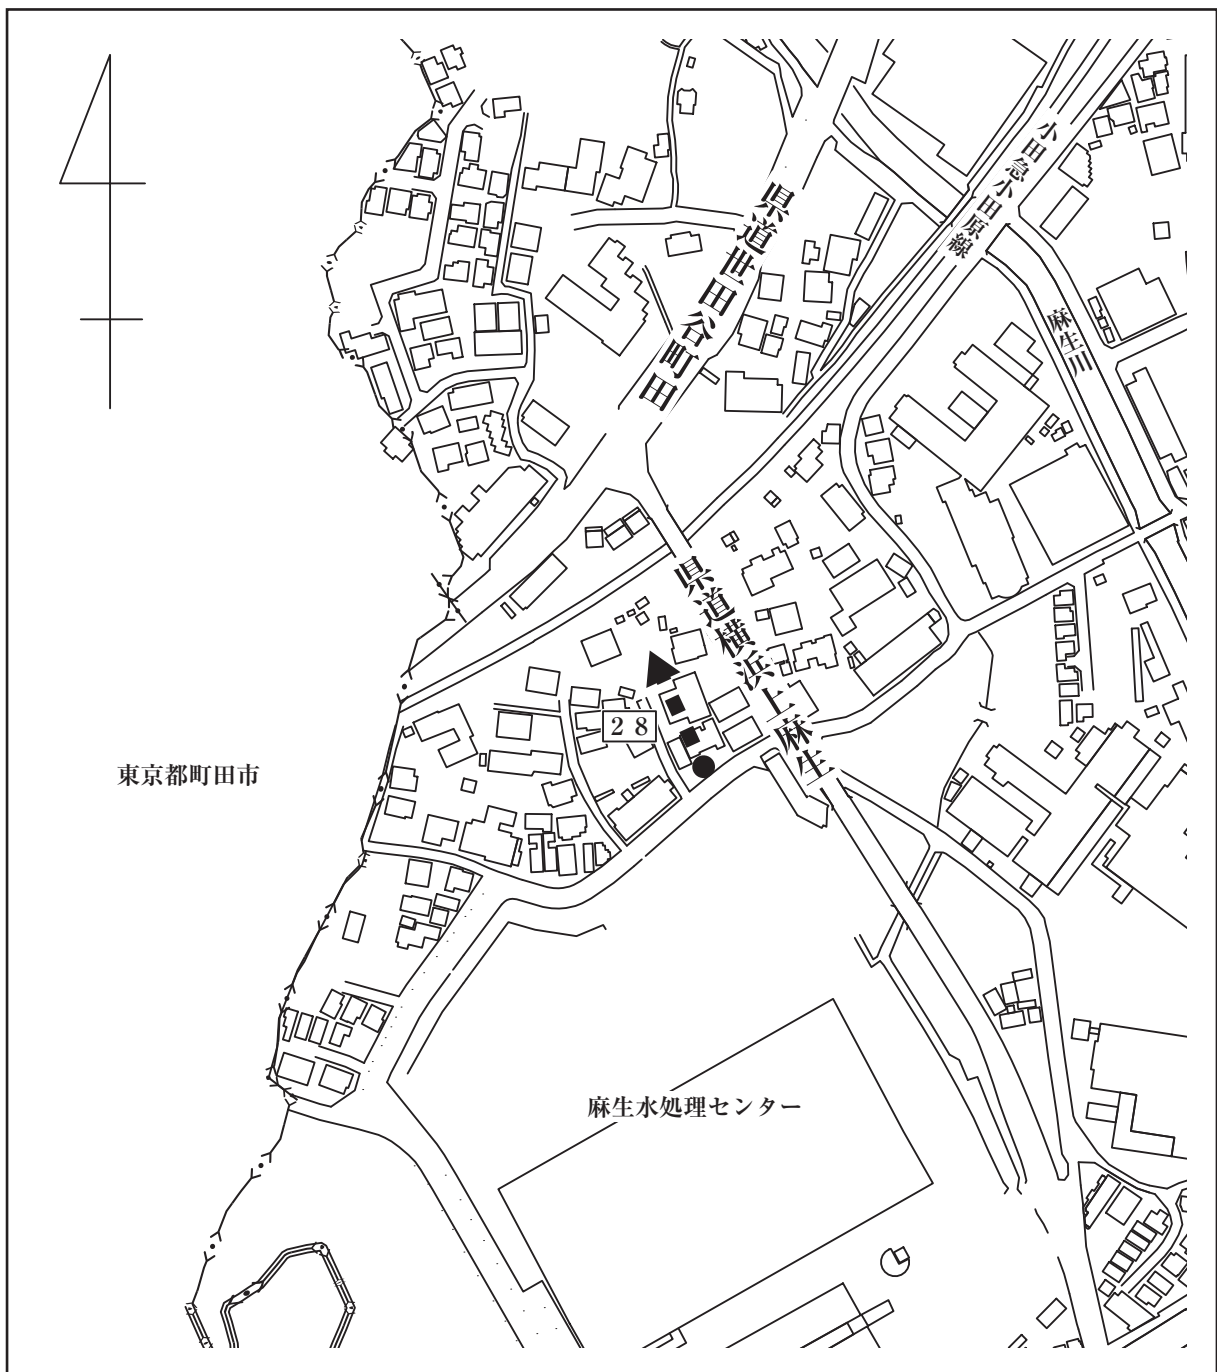 県道世田谷町田
小田急小田原線
麻生川
県道横浜上麻生
28
東京都町田市
麻生水処理センター